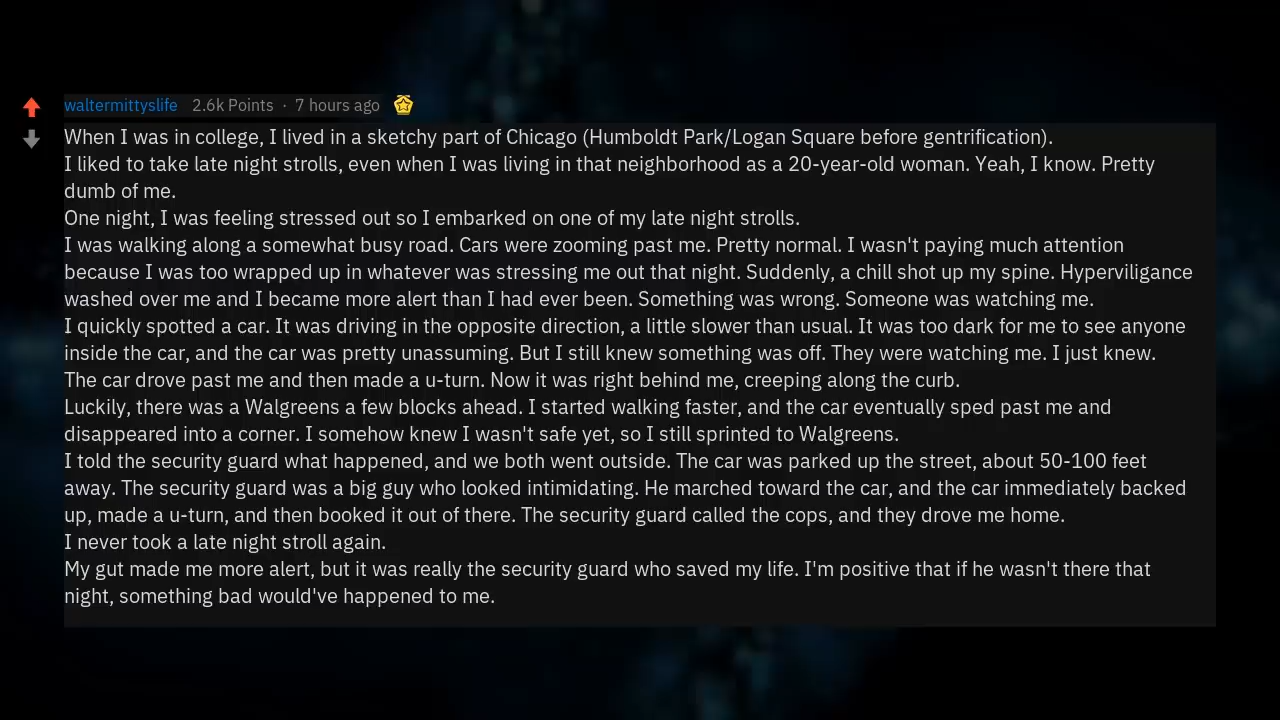 waltermittyslife 2.6k Points · 7 hours ago
When I was in college, I lived in a sketchy part of Chicago (Humboldt Park/Logan Square before gentrification).
I liked to take late night strolls, even when I was living in that neighborhood as a 20-year-old woman. Yeah, I know. Pretty
dumb of me.
One night, I was feeling stressed out so I embarked on one of my late night strolls.
I was walking along a somewhat busy road. Cars were zooming past me. Pretty normal. I wasn't paying much attention
because I was too wrapped up in whatever was stressing me out that night. Suddenly, a chill shot up my spine. Hyperviligance
washed over me and I became more alert than I had ever been. Something was wrong. Someone was watching me.
I quickly spotted a car. It was driving in the opposite direction, a little slower than usual. It was too dark for me to see anyone
inside the car, and the car was pretty unassuming. But I still knew something was off. They were watching me. I just knew.
The car drove past me and then made a u-turn. Now it was right behind me, creeping along the curb.
Luckily, there was a Walgreens a few blocks ahead. I started walking faster, and the car eventually sped past me and
disappeared into a corner. I somehow knew I wasn't safe yet, so I still sprinted to Walgreens.
I told the security guard what happened, and we both went outside. The car was parked up the street, about 50-100 feet
away. The security guard was a big guy who looked intimidating. He marched toward the car, and the car immediately backed
up, made a u-turn, and then booked it out of there. The security guard called the cops, and they drove me home.
I never took a late night stroll again.
My gut made me more alert, but it was really the security guard who saved my life. I'm positive that if he wasn't there that
night, something bad would've happened to me.